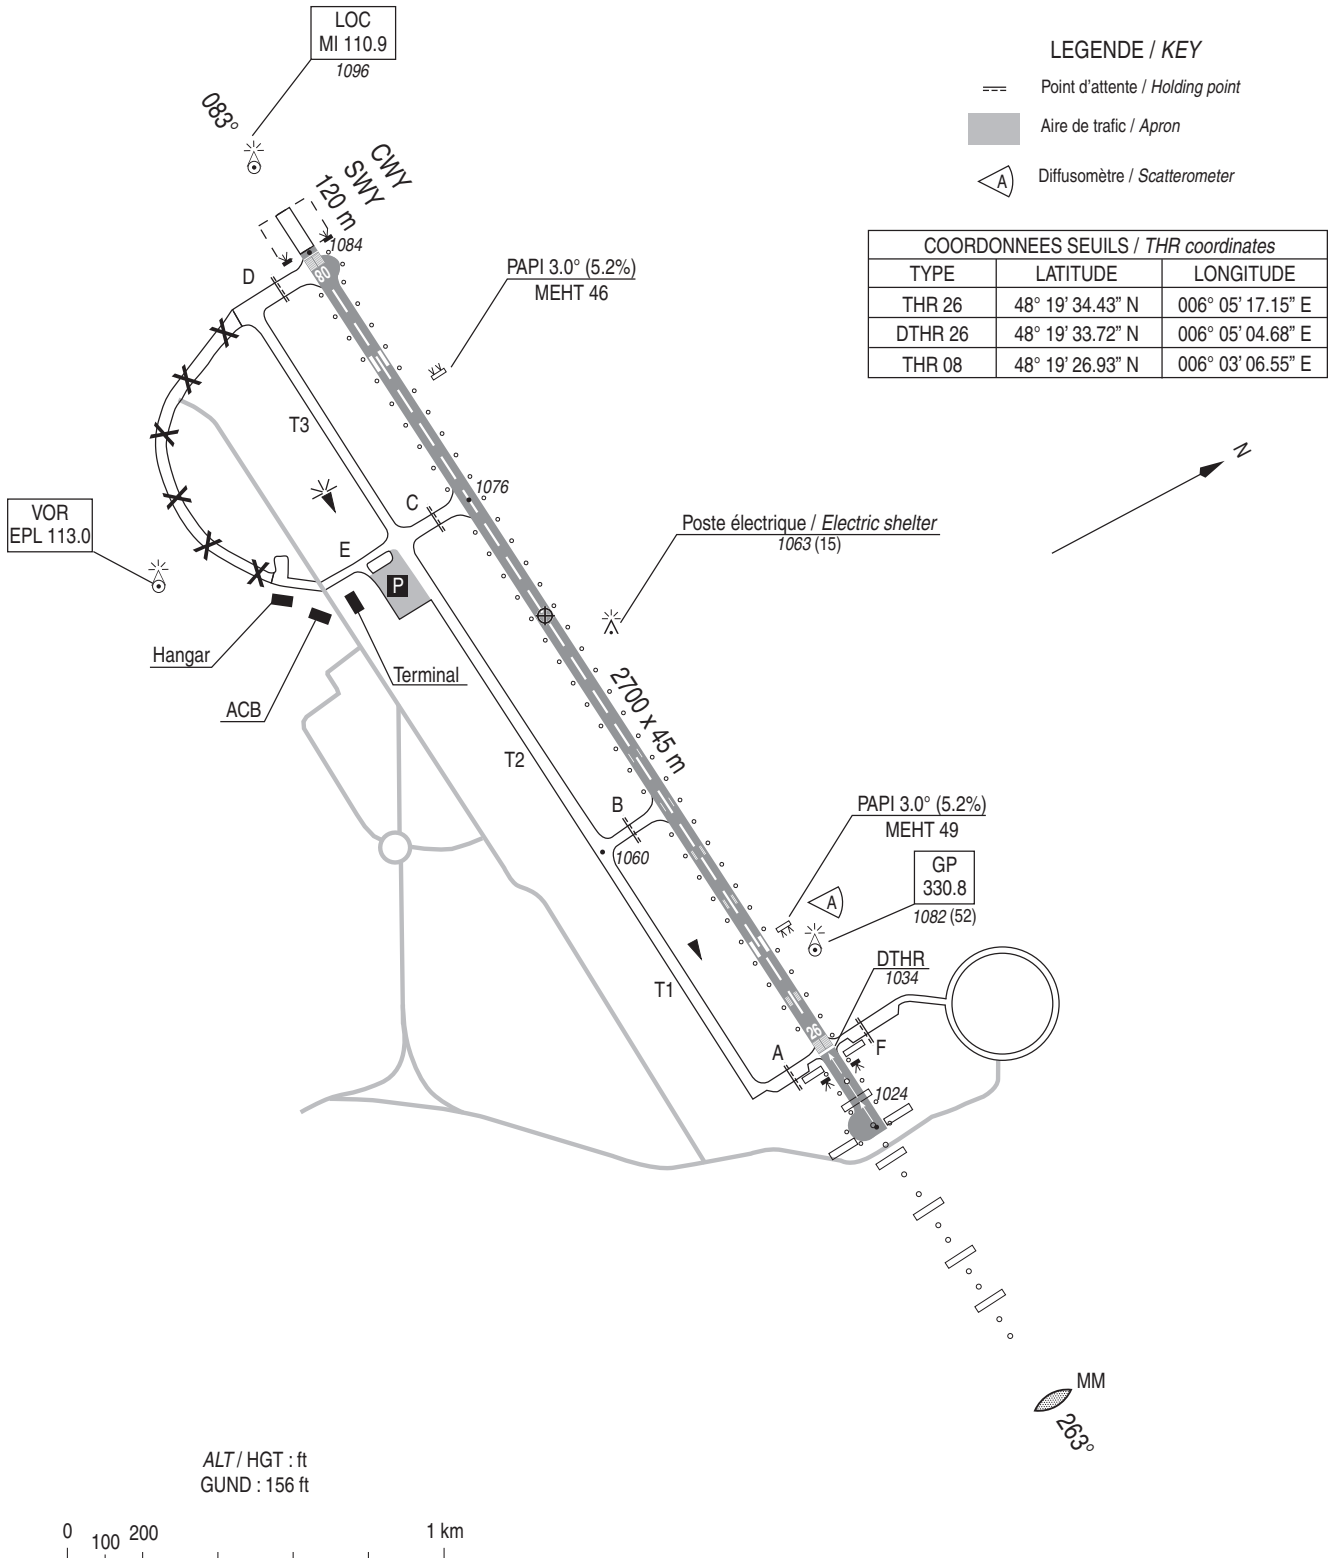 LOC
MI 110.9
1096
083°
CWY
SWY
120 m
1084
LEGENDE / KEY
Point d'attente / Holding point
Aire de trafic / Apron
A
Diffusomètre / Scatterometer
COORDONNEES SEUILS / THR coordinates
TYPE LATITUDE LONGITUDE
THR 26 48° 19' 34.43” N 006° 05' 17.15” E
DTHR 26 48° 19' 33.72” N 006° 05' 04.68” E
THR 08 48° 19' 26.93” N 006° 03' 06.55” E
D
80
PAPI 3.0° (5.2%)
MEHT 46
T3
N
C
1076
VOR
EPL 113.0
Poste électrique / Electric shelter
1063 (15)
E
P
Hangar
Terminal
ACB
2700 x 45 m
T2
B
1060
PAPI 3.0° (5.2%)
MEHT 49
GP
330.8
1082 (52)
A
DTHR
1034
T1
26
A
F
1024
MM
263°
ALT / HGT : ft
GUND : 156 ft
0 100 200 1 km